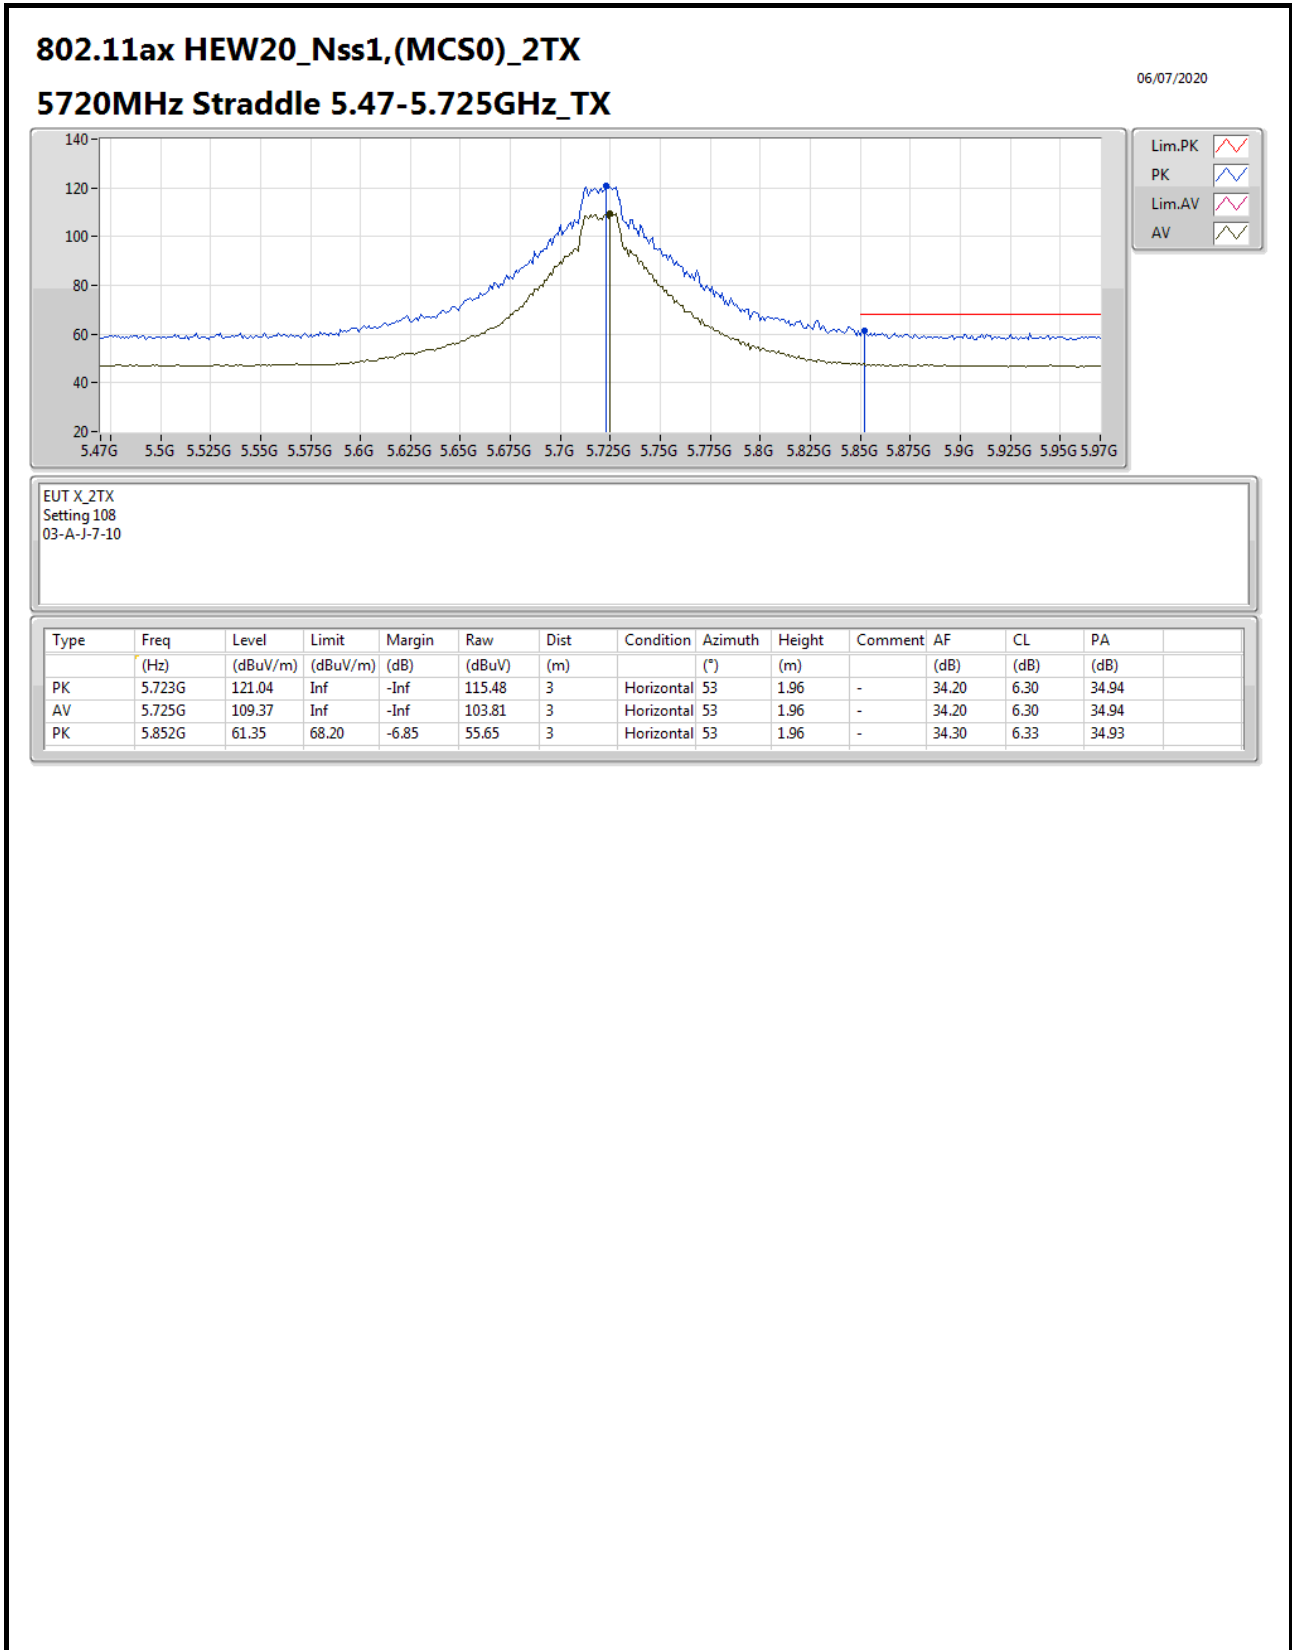 802.11ax HEW20_Nss1,(MCS0)_2TX
06/07/2020
5720MHz Straddle 5.47-5.725GHz_TX
140
120
100
80
60
40
20
5.47G 5.5G 5.525G 5.55G 5.575G 5.6G 5.625G 5.65G 5.675G 5.7G 5.725G 5.75G 5.775G 5.8G 5.825G 5.85G 5.875G 5.9G 5.925G 5.95G 5.97G
Lim.PK
PK
Lim.AV
AV
EUT X_2TX
Setting 108
03-A-J-7-10
Type Freq Level Limit Margin Raw Dist Condition Azimuth Height Comment AF CL PA
(Hz) (dBuV/m) (dBuV/m) (dB) (dBuV) (m) (°) (m) (dB) (dB) (dB)
PK 5.723G 121.04 Inf -Inf 115.48 3 Horizontal 53 1.96 - 34.20 6.30 34.94
AV 5.725G 109.37 Inf -Inf 103.81 3 Horizontal 53 1.96 - 34.20 6.30 34.94
PK 5.852G 61.35 68.20 -6.85 55.65 3 Horizontal 53 1.96 - 34.30 6.33 34.93